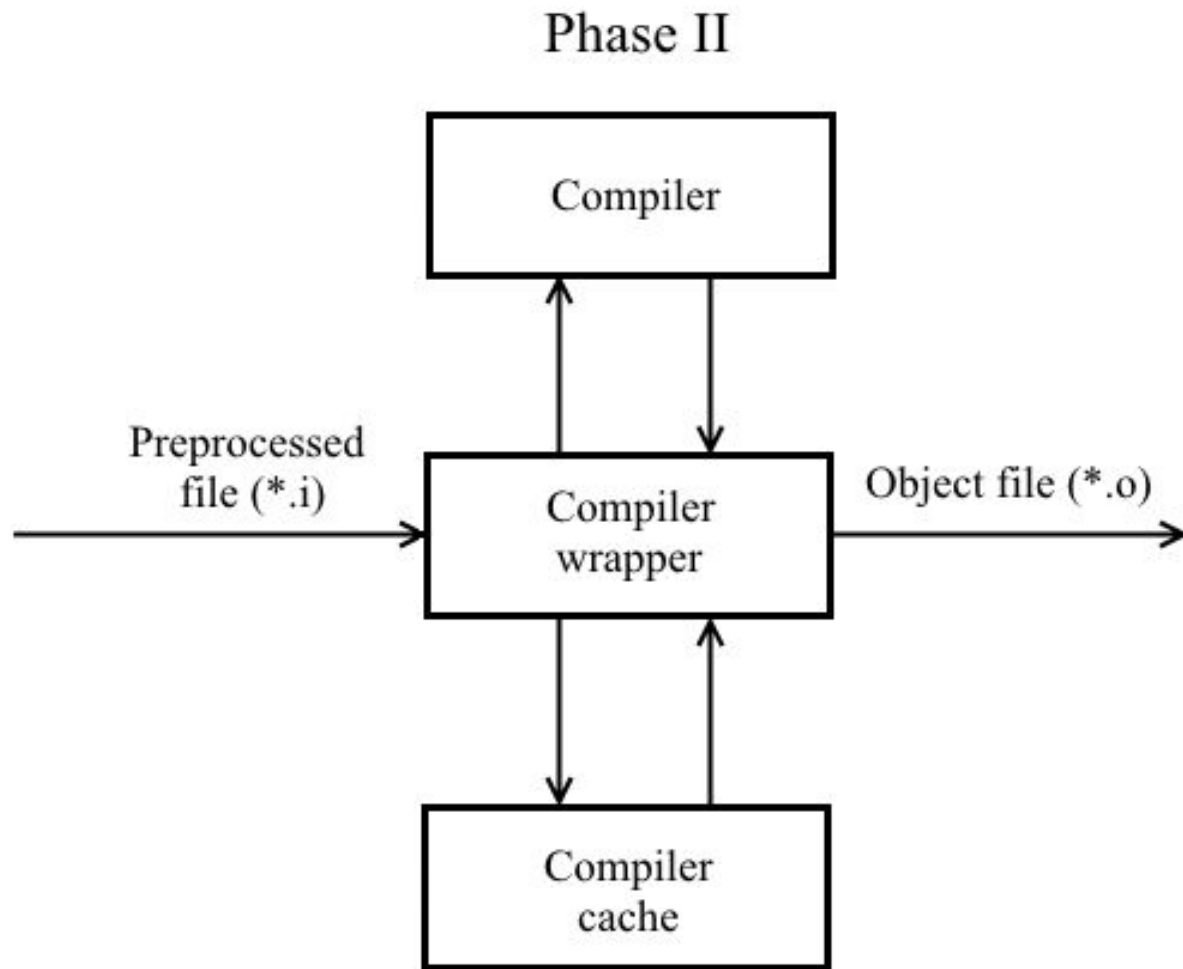 Phase II
Compiler
Preprocessed
file (*.i)
Object file (*.o)
Compiler
wrapper
Compiler
cache